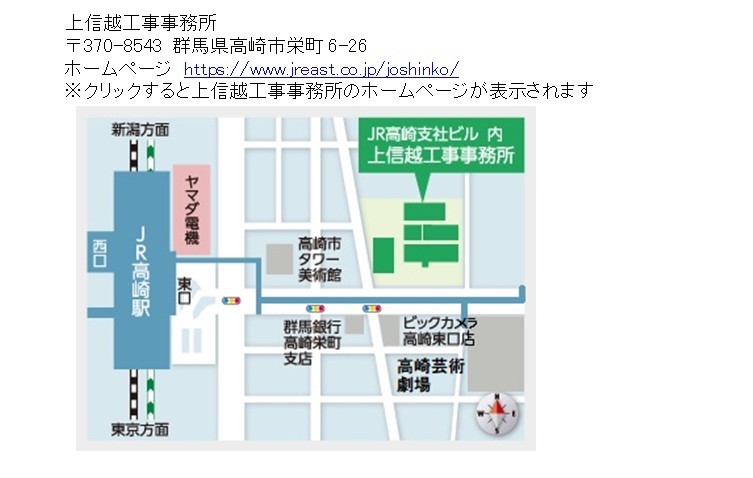 上信越工事事務所
〒370-8543 群馬県高崎市栄町6-26
ホームページ https://www.jreast.co.jp/joshinko/
※クリックすると上信越工事事務所のホームページが表示されます
新潟方面
JR高崎支社ビル 内
上信越工事事務所
ヤマダ電機
西口
JR高崎駅
東口
高崎市
タワー
美術館
群馬銀行
高崎栄町
支店
ビックカメラ
高崎東口店
高崎芸術
劇場
東京方面
N
W
E
S